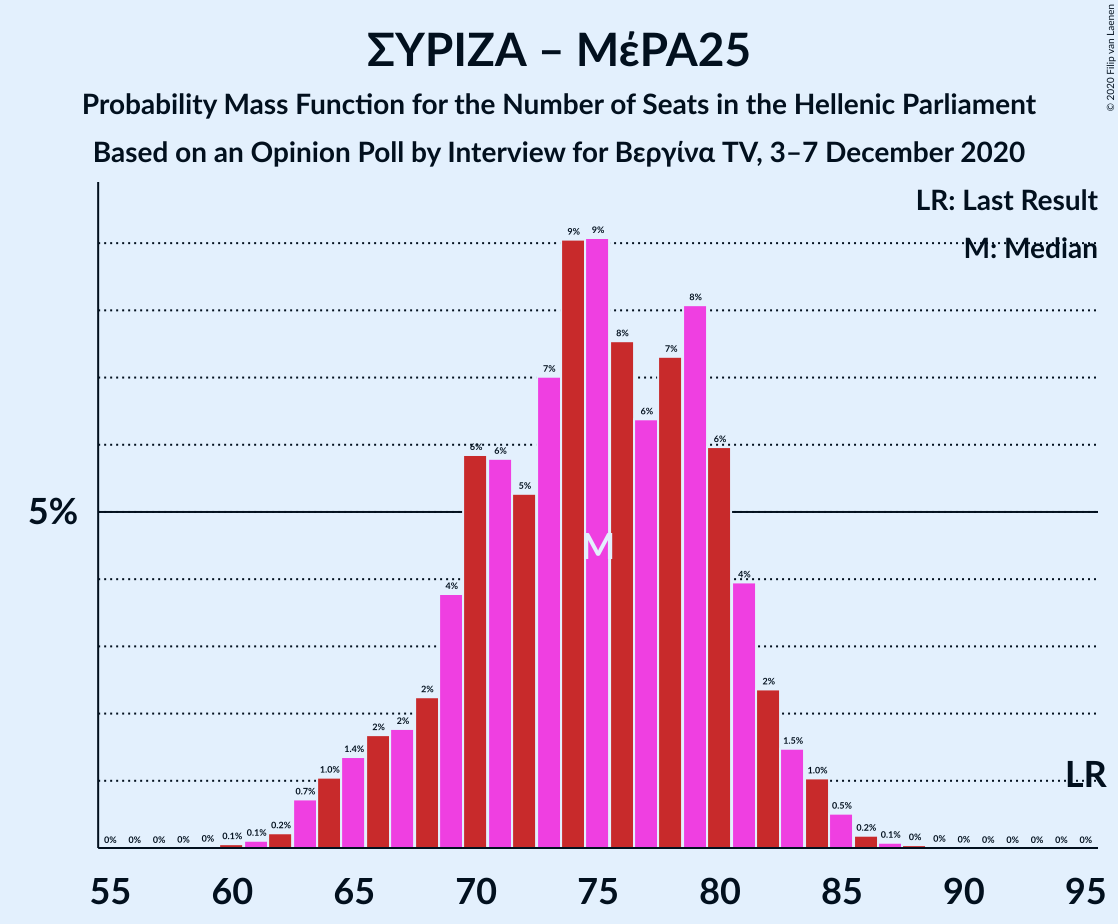 ΣΥΡΙΖΑ – ΜέΡΑ25
Probability Mass Function for the Number of Seats in the Hellenic Parliament
Based on an Opinion Poll by Interview for Βεργίνα TV, 3–7 December 2020
© 2020 Filip van Laenen
LR: Last Result
M: Median
5%
0% 0% 0% 0% 0% 0.1% 0.1% 0.2% 0.7% 1.0% 1.4% 2% 2% 2% 4% 6% 6% 5% 7% 9% 9% 8% 6% 7% 8% 6% 4% 2% 1.5% 1.0% 0.5% 0.2% 0.1% 0% 0% 0% 0% 0% 0% 0% 0%
M
LR
55 60 65 70 75 80 85 90 95